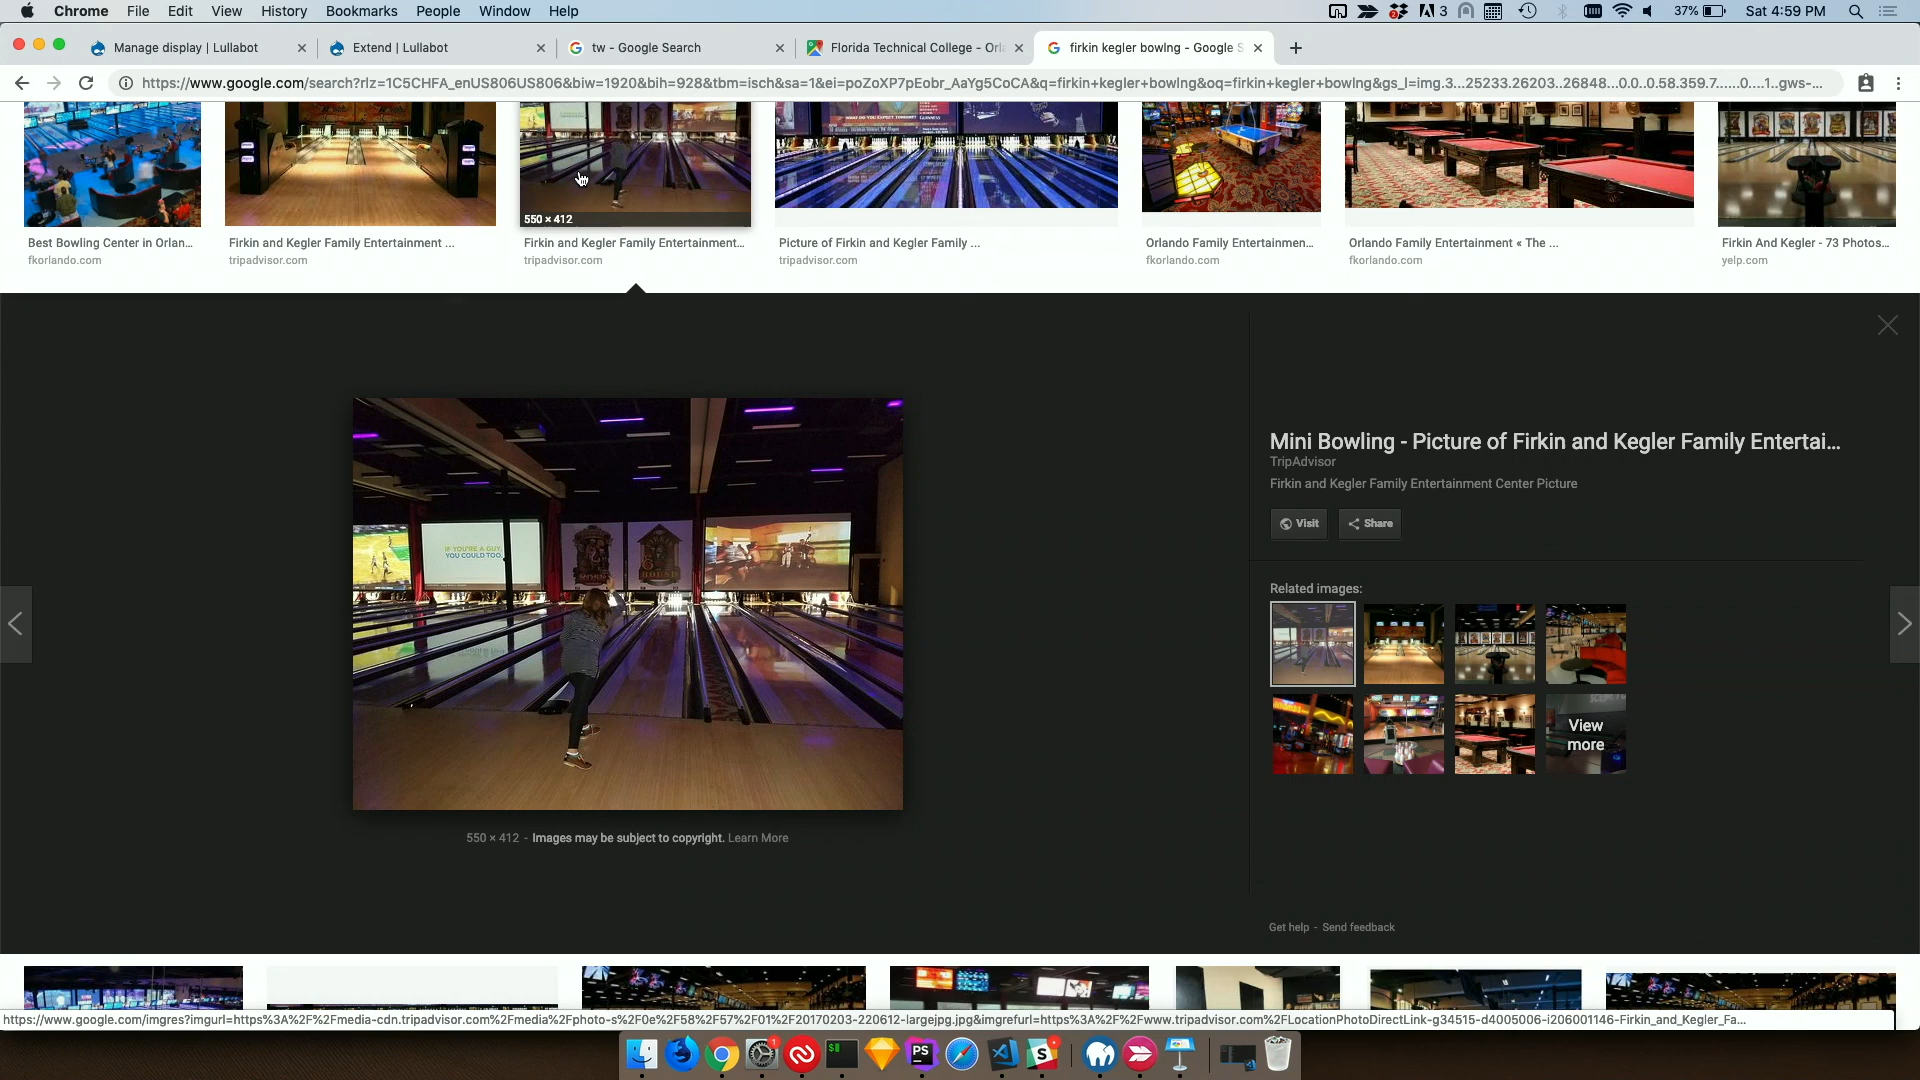 Chrome File Edit View History Bookmarks People Window Help
3
37%
Sat 4:59 PM
Manage display | Lullabot
Extend | Lullabot
tw - Google Search
Florida Technical College - Orl
firkin kegler bowlng - Google S
https://www.google.com/search?rlz=1C5CHFA_enUS806US806&biw=1920&bih=928&tbm=isch&sa=1&ei=poZoXP7pEobr_AaYg5CoCA&q=firkin+kegler+bowlng&oq=firkin+kegler+bowlng&gs_l=img.3...25233.26203..26848...0.0..0.58.359.7......0....1..gws-...
550 × 412
Best Bowling Center in Orlan...
fkorlando.com
Firkin and Kegler Family Entertainment ...
tripadvisor.com
Firkin and Kegler Family Entertainment...
tripadvisor.com
Picture of Firkin and Kegler Family ...
tripadvisor.com
Orlando Family Entertainmen...
fkorlando.com
Orlando Family Entertainment « The ...
fkorlando.com
Firkin And Kegler - 73 Photos...
yelp.com
IF YOU'RE A GUY,
YOU COULD TOO.
550 × 412 - Images may be subject to copyright. Learn More
Mini Bowling - Picture of Firkin and Kegler Family Entertai...
TripAdvisor
Firkin and Kegler Family Entertainment Center Picture
Visit
Share
Related images:
View
more
Get help - Send feedback
https://www.google.com/imgres?imgurl=https%3A%2F%2Fmedia-cdn.tripadvisor.com%2Fmedia%2Fphoto-s%2F0e%2F58%2F57%2F01%2F20170203-220612-largejpg.jpg&imgrefurl=https%3A%2F%2Fwww.tripadvisor.com%2FLocationPhotoDirectLink-g34515-d4005006-i206001146-Firkin_and_Kegler_Fa...
PS